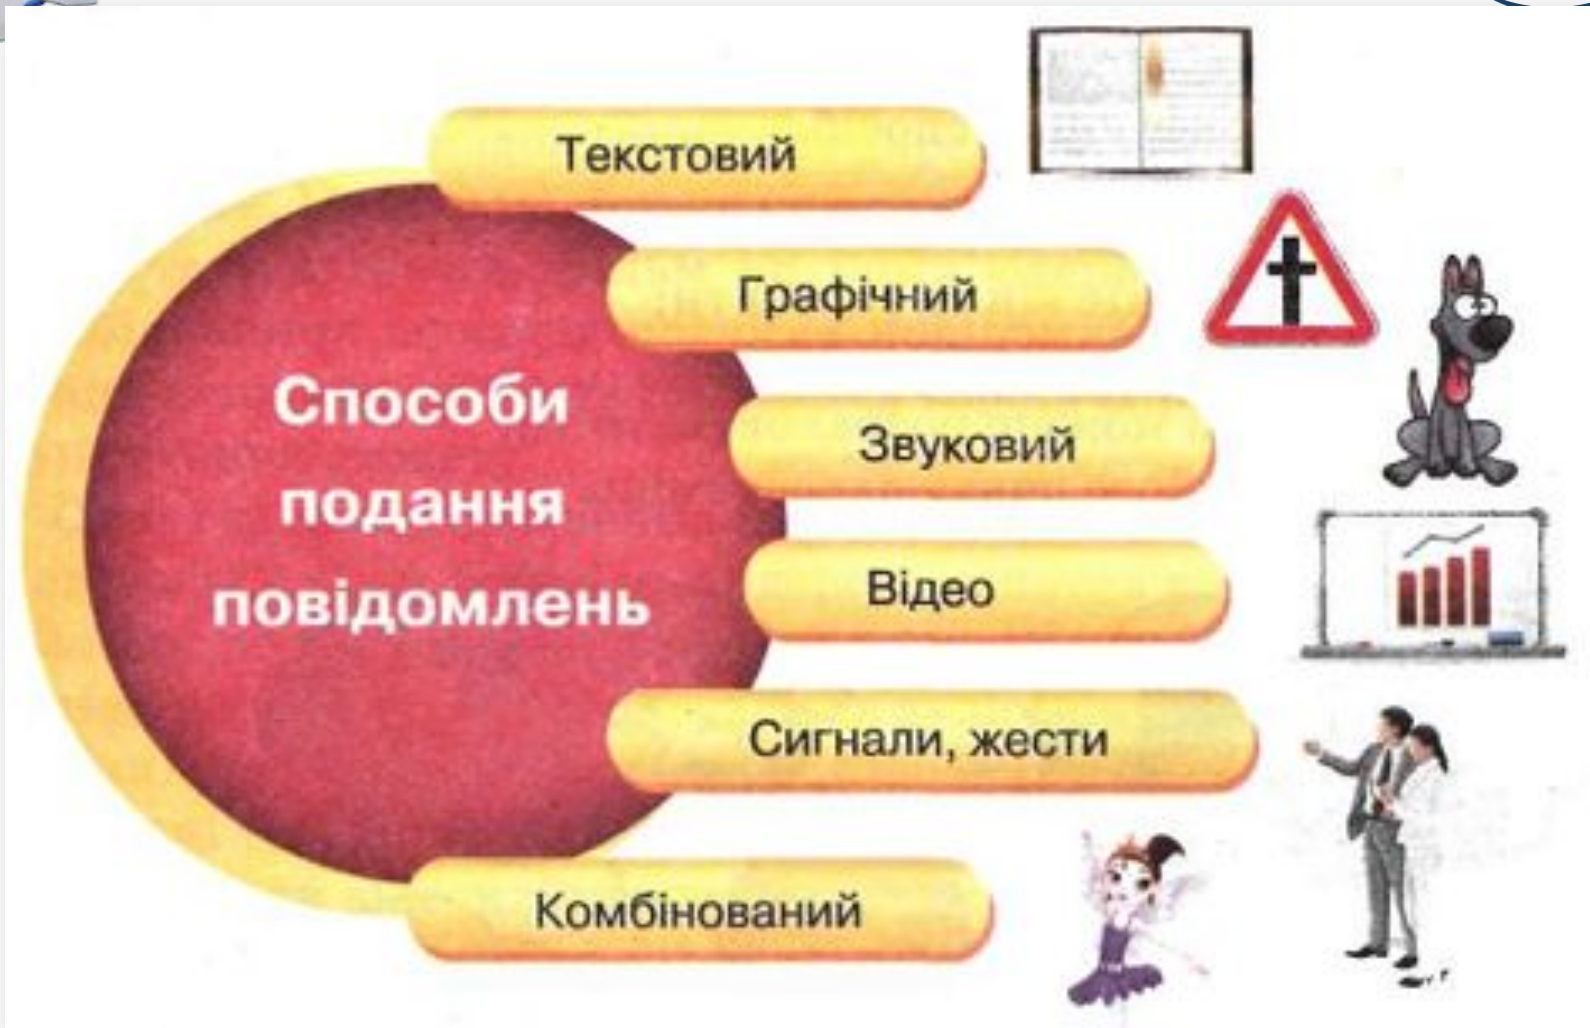 Текстовий
Графічний
Способи
подання
повідомлень
Звуковий
Відео
Сигнали, жести
Комбінований